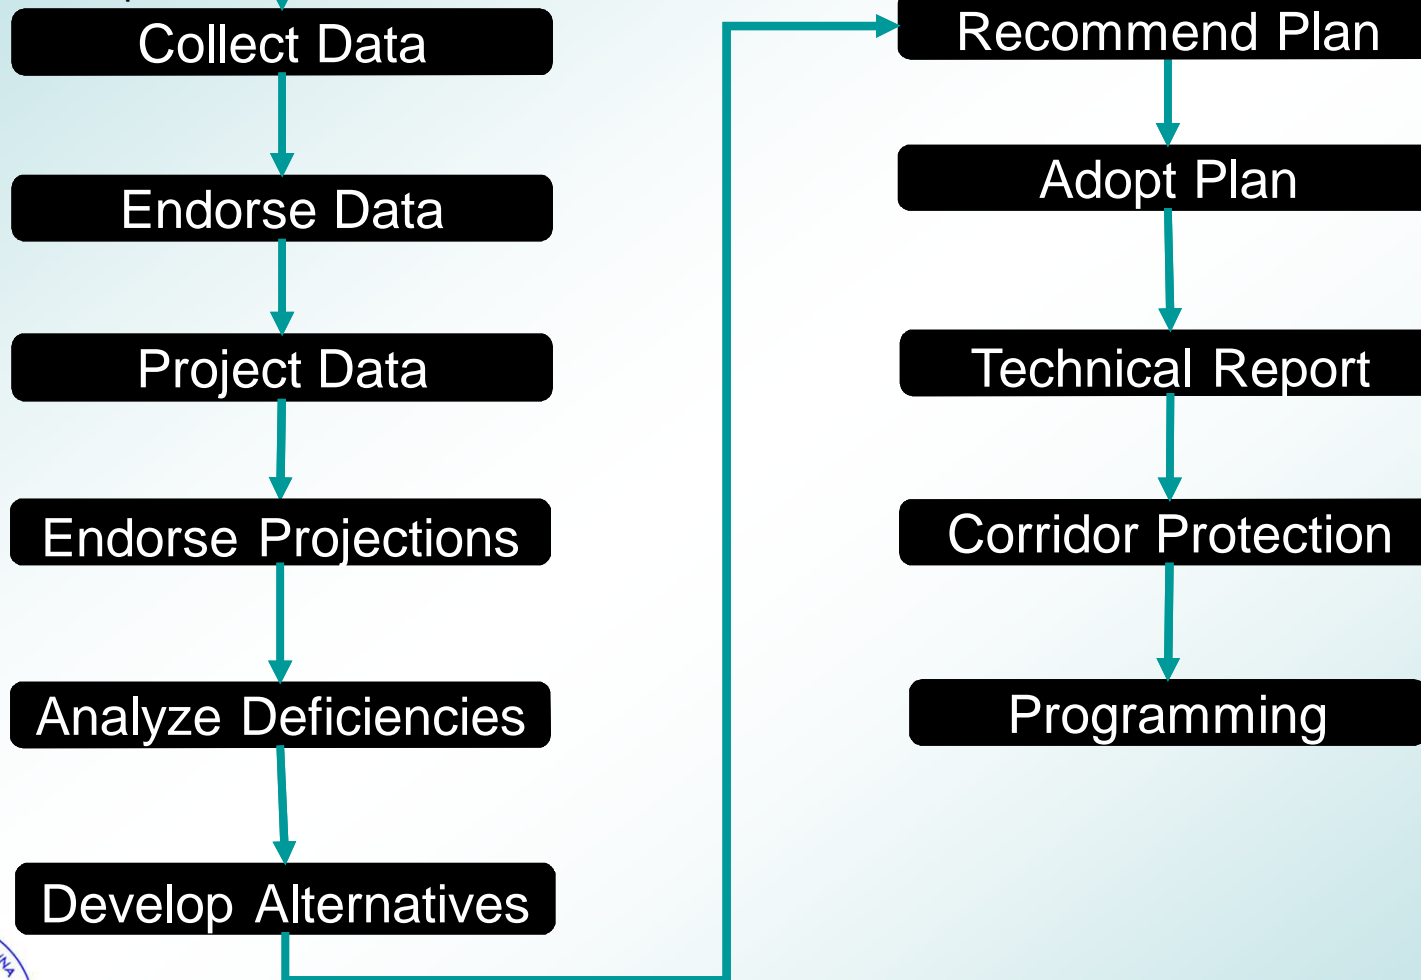 Collect Data
Endorse Data
Project Data
Endorse Projections
Analyze Deficiencies
Develop Alternatives
Recommend Plan
Adopt Plan
Technical Report
Corridor Protection
Programming